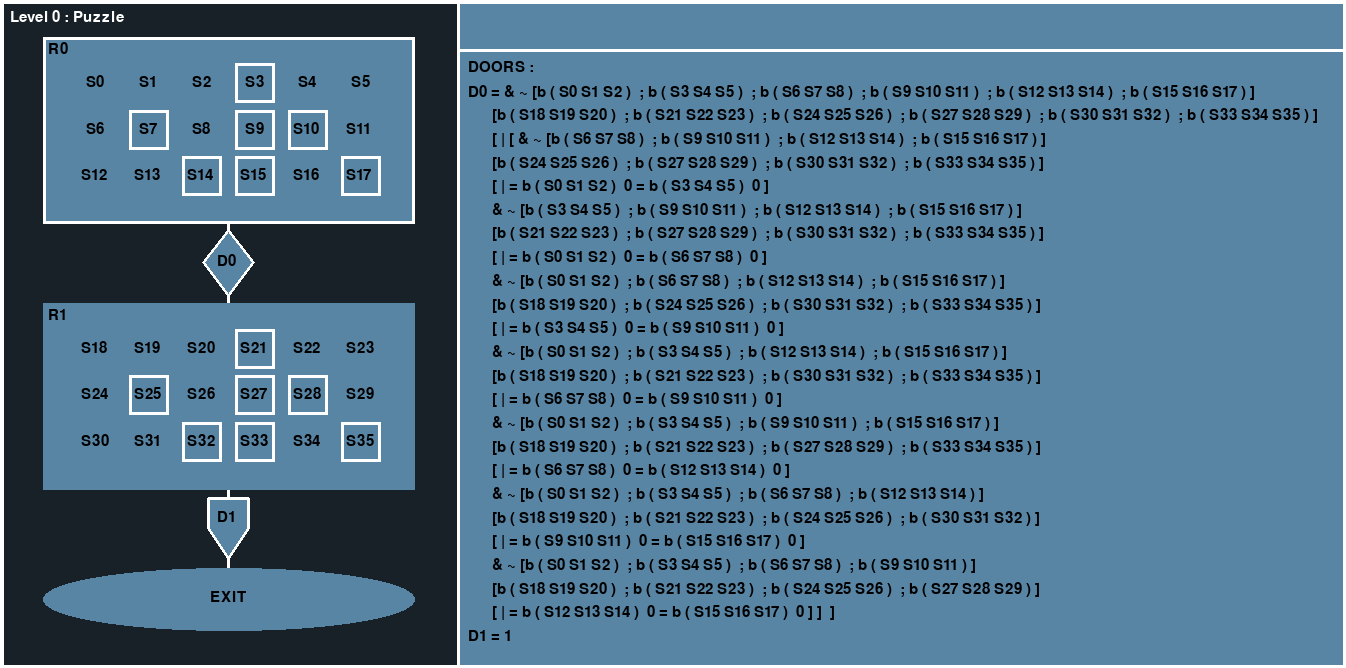 Level 0 : Puzzle
R0
S0 S1 S2 S3 S4 S5
S6 S7 S8 S9 S10 S11
S12 S13 S14 S15 S16 S17
D0
R1
S18 S19 S20 S21 S22 S23
S24 S25 S26 S27 S28 S29
S30 S31 S32 S33 S34 S35
D1
EXIT
DOORS :
D0 = & ~ [b ( S0 S1 S2 ) ; b ( S3 S4 S5 ) ; b ( S6 S7 S8 ) ; b ( S9 S10 S11 ) ; b ( S12 S13 S14 ) ; b ( S15 S16 S17 ) ]
[b ( S18 S19 S20 ) ; b ( S21 S22 S23 ) ; b ( S24 S25 S26 ) ; b ( S27 S28 S29 ) ; b ( S30 S31 S32 ) ; b ( S33 S34 S35 ) ]
[ | [ & ~ [b ( S6 S7 S8 ) ; b ( S9 S10 S11 ) ; b ( S12 S13 S14 ) ; b ( S15 S16 S17 ) ]
[b ( S24 S25 S26 ) ; b ( S27 S28 S29 ) ; b ( S30 S31 S32 ) ; b ( S33 S34 S35 ) ]
[ | = b ( S0 S1 S2 ) 0 = b ( S3 S4 S5 ) 0 ]
& ~ [b ( S3 S4 S5 ) ; b ( S9 S10 S11 ) ; b ( S12 S13 S14 ) ; b ( S15 S16 S17 ) ]
[b ( S21 S22 S23 ) ; b ( S27 S28 S29 ) ; b ( S30 S31 S32 ) ; b ( S33 S34 S35 ) ]
[ | = b ( S0 S1 S2 ) 0 = b ( S6 S7 S8 ) 0 ]
& ~ [b ( S0 S1 S2 ) ; b ( S6 S7 S8 ) ; b ( S12 S13 S14 ) ; b ( S15 S16 S17 ) ]
[b ( S18 S19 S20 ) ; b ( S24 S25 S26 ) ; b ( S30 S31 S32 ) ; b ( S33 S34 S35 ) ]
[ | = b ( S3 S4 S5 ) 0 = b ( S9 S10 S11 ) 0 ]
& ~ [b ( S0 S1 S2 ) ; b ( S3 S4 S5 ) ; b ( S12 S13 S14 ) ; b ( S15 S16 S17 ) ]
[b ( S18 S19 S20 ) ; b ( S21 S22 S23 ) ; b ( S30 S31 S32 ) ; b ( S33 S34 S35 ) ]
[ | = b ( S6 S7 S8 ) 0 = b ( S9 S10 S11 ) 0 ]
& ~ [b ( S0 S1 S2 ) ; b ( S3 S4 S5 ) ; b ( S9 S10 S11 ) ; b ( S15 S16 S17 ) ]
[b ( S18 S19 S20 ) ; b ( S21 S22 S23 ) ; b ( S27 S28 S29 ) ; b ( S33 S34 S35 ) ]
[ | = b ( S6 S7 S8 ) 0 = b ( S12 S13 S14 ) 0 ]
& ~ [b ( S0 S1 S2 ) ; b ( S3 S4 S5 ) ; b ( S6 S7 S8 ) ; b ( S12 S13 S14 ) ]
[b ( S18 S19 S20 ) ; b ( S21 S22 S23 ) ; b ( S24 S25 S26 ) ; b ( S30 S31 S32 ) ]
[ | = b ( S9 S10 S11 ) 0 = b ( S15 S16 S17 ) 0 ]
& ~ [b ( S0 S1 S2 ) ; b ( S3 S4 S5 ) ; b ( S6 S7 S8 ) ; b ( S9 S10 S11 ) ]
[b ( S18 S19 S20 ) ; b ( S21 S22 S23 ) ; b ( S24 S25 S26 ) ; b ( S27 S28 S29 ) ]
[ | = b ( S12 S13 S14 ) 0 = b ( S15 S16 S17 ) 0 ] ] ]
D1 = 1